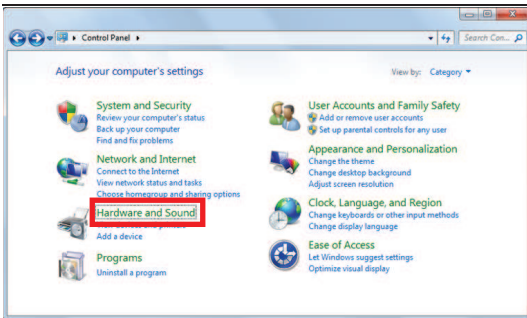 Control Panel
Search Con...
Adjust your computer's settings
View by: Category
System and Security
Review your computer's status
Back up your computer
Find and fix problems
Network and Internet
Connect to the Internet
View network status and tasks
Choose homegroup and sharing options
Hardware and Sound
Add a device
Programs
Uninstall a program
User Accounts and Family Safety
Add or remove user accounts
Set up parental controls for any user
Appearance and Personalization
Change the theme
Change desktop background
Adjust screen resolution
Clock, Language, and Region
Change keyboards or other input methods
Change display language
Ease of Access
Let Windows suggest settings
Optimize visual display